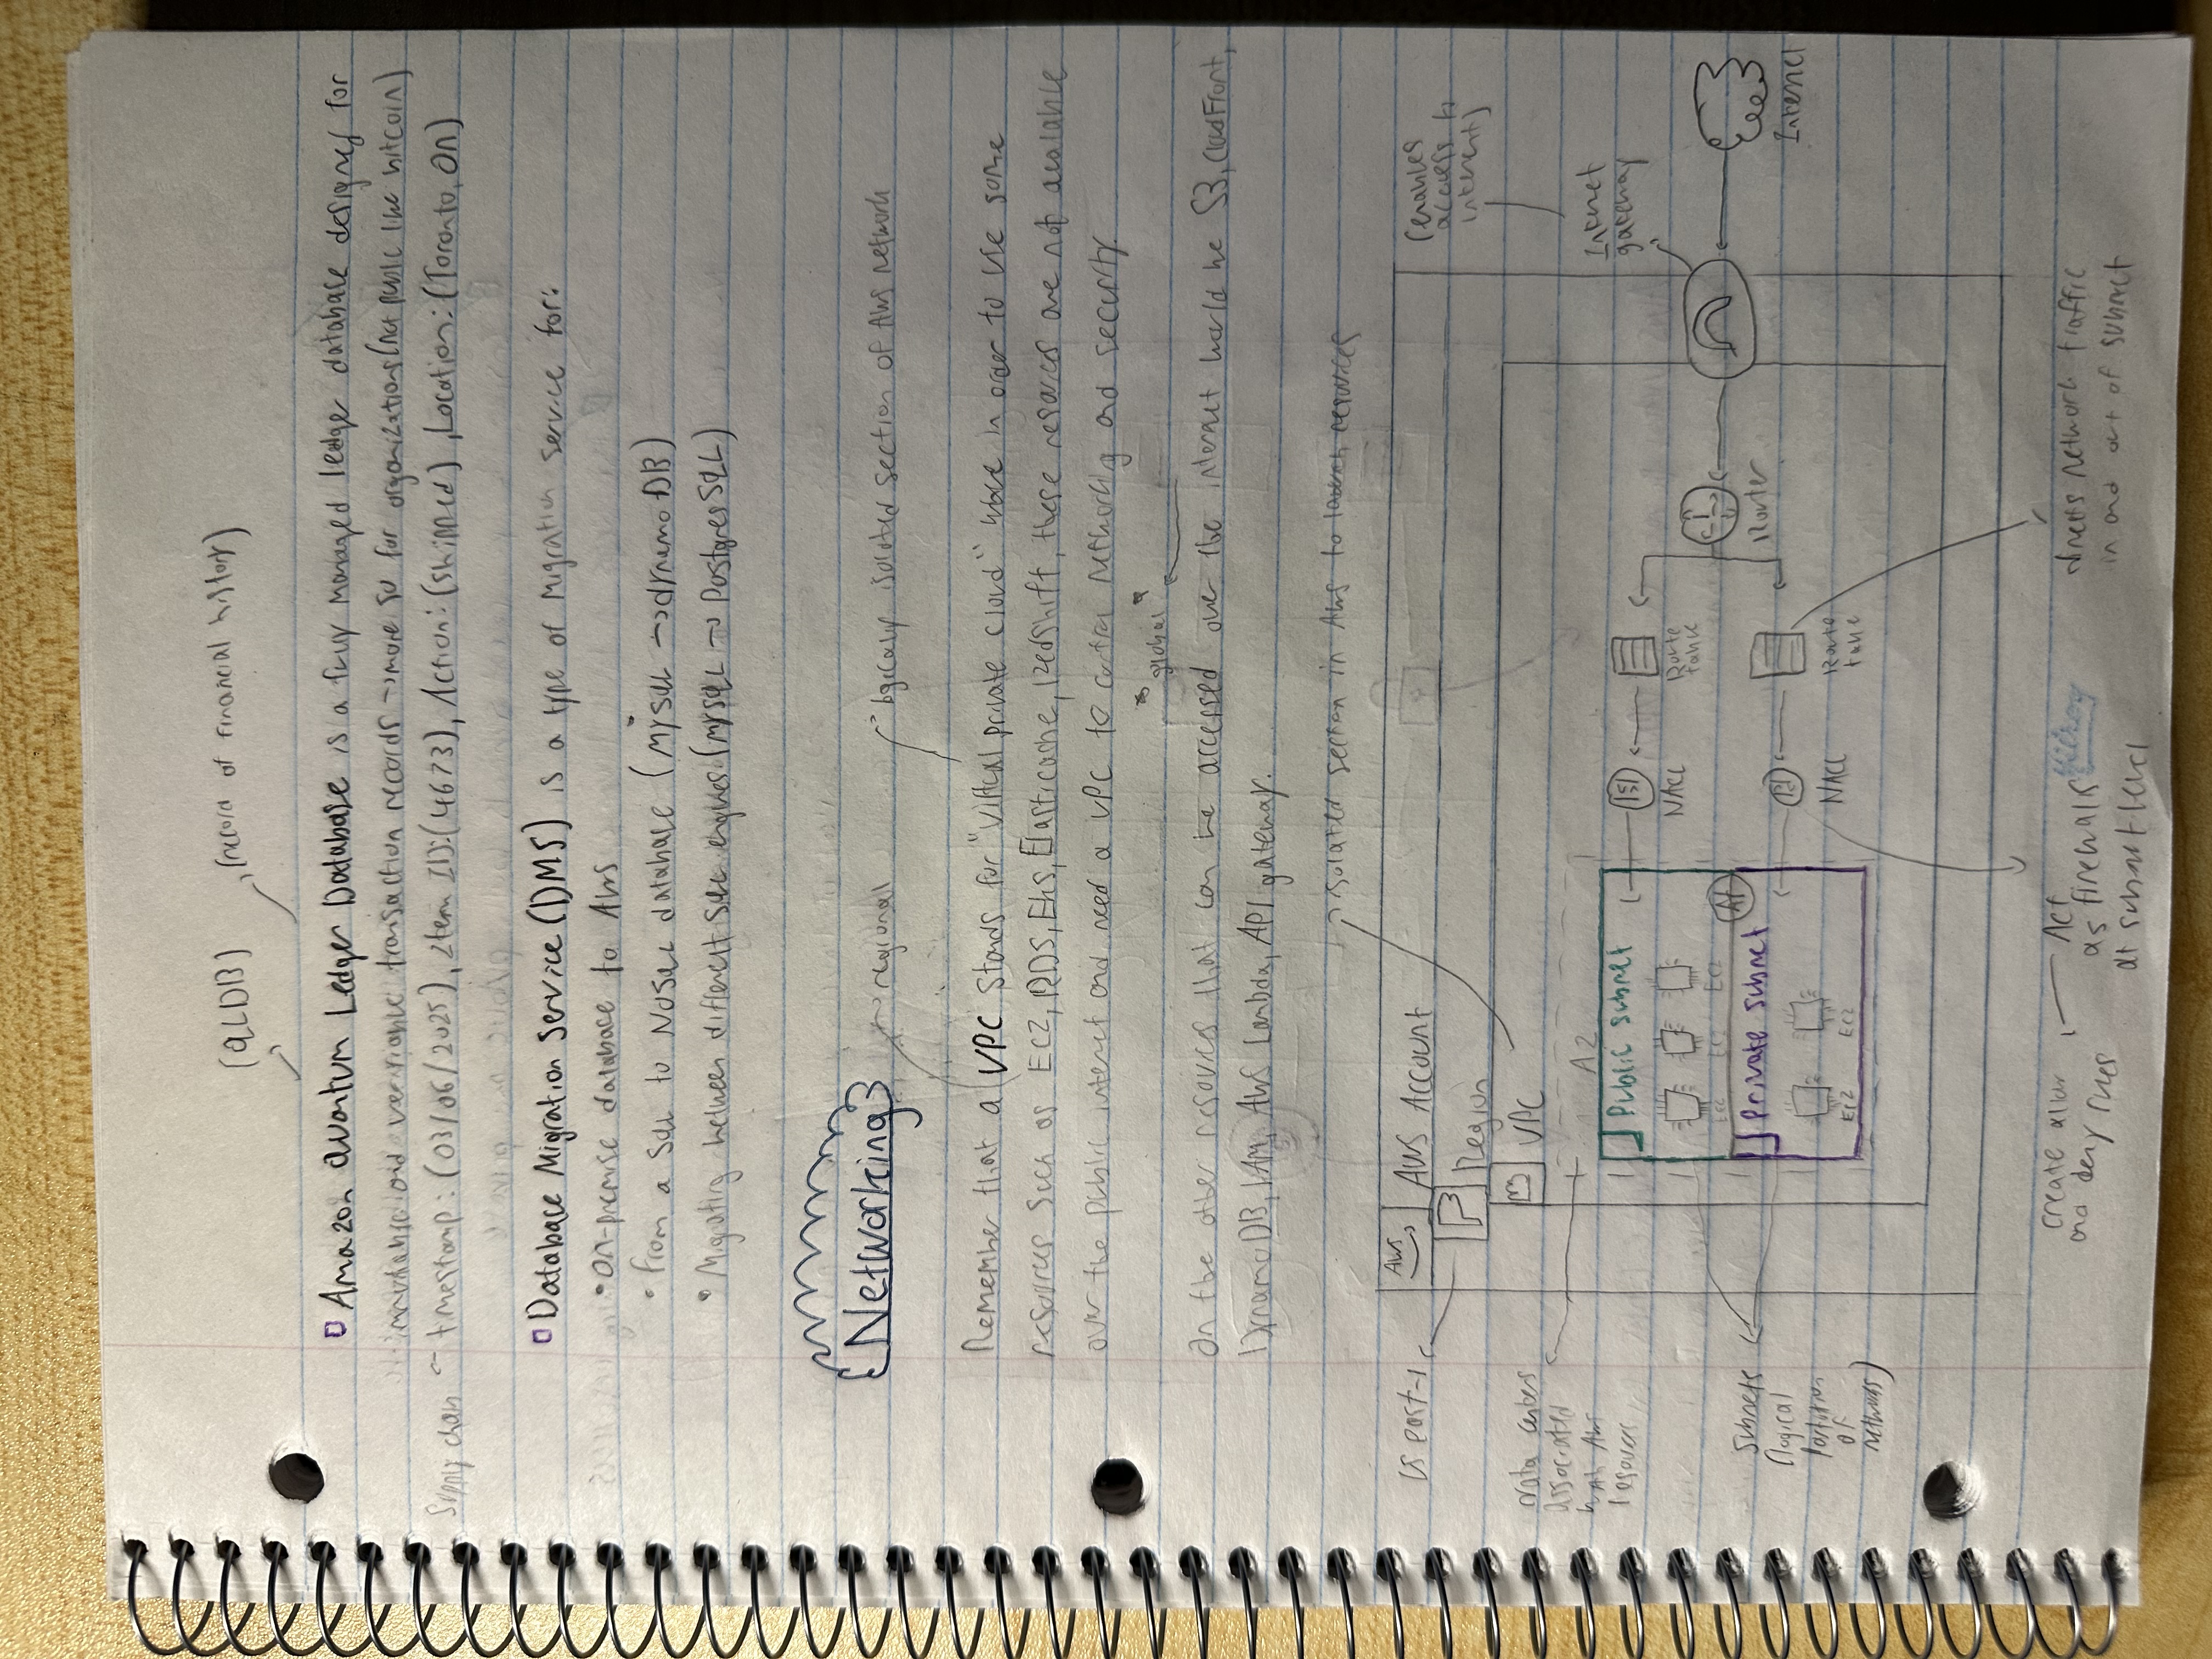 (QLDB) (record of financial history)
Amazon Quantum Ledger Database is a fully managed ledger database designed for
immutable and verifiable transaction records → more so for organizations (not public like bitcoin)
Supply chain ← timestamp: (03/06/2025), Item ID: (4673), Action: (shipped), Location: (Toronto, ON)
Database Migration Service (DMS) is a type of migration service for:
• On-premise database to AWS
• From a SQL to NoSQL database (MySQL → dynamoDB)
• Migrating between different SQL engines (MySQL → PostgresSQL)
Networking
→ regional
logically isolated section of AWS network
Remember that a VPC stands for "Virtual private cloud" where in order to use some
resources such as EC2, RDS, EKS, Elasticache, Redshift, these resources are not available
over the public internet and need a VPC to control networking and security.
"global"
On the other resources that can be accessed over the internet would be S3, CloudFront,
DynamoDB, IAM, AWS Lambda, API gateway.
→ isolated section in AWS to launch resources
US east-1
AWS
AWS Account
(enables
access to
internet)
Region
VPC
Data centers
associated
with AWS
resources
AZ
Public subnet
EC2 EC2 EC2
NACL
Route
table
Internet
gateway
Router
Internet
Subnets
(logical
partition
of
networks)
Private subnet
EC2 EC2
NACL
Route
table
create allow
and deny rules
Act
as firewalls
at subnet level
directs network traffic
in and out of subnet
Hilroy